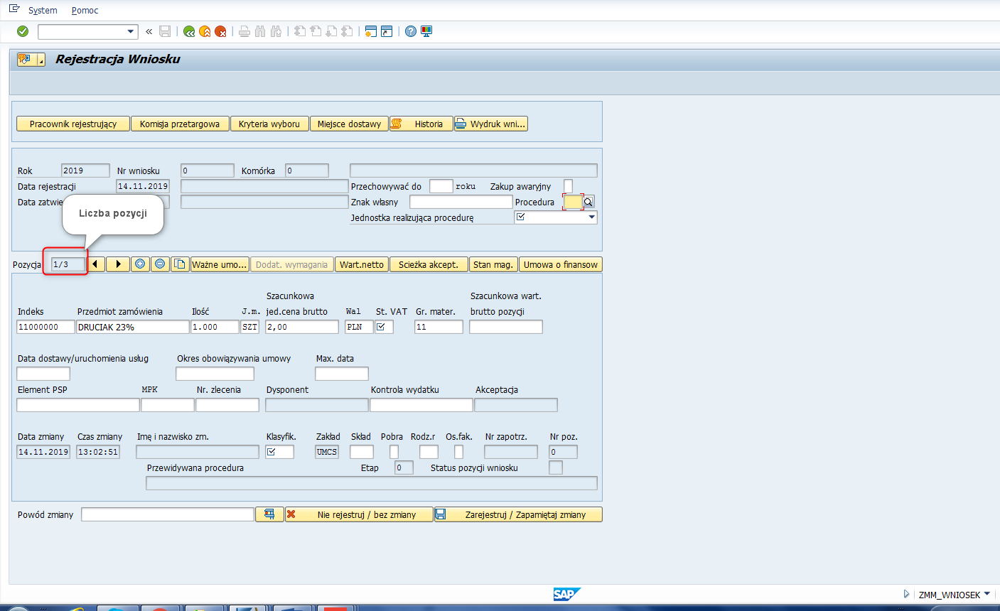 System Pomoc
Rejestracja Wniosku
Pracownik rejestrujący Komisja przetargowa Kryteria wyboru Miejsce dostawy Historia Wydruk wni...
Rok 2019 Nr wniosku 0 Komórka 0
Data rejestracji 14.11.2019 Przechowywać do roku Zakup awaryjny
Data zatwie Znak własny Procedura
Liczba pozycji
Jednostka realizująca procedurę
Pozycja 1/3 Ważne umo... Dodat. wymagania Wart.netto Scieżka akcept. Stan mag. Umowa o finansow
Szacunkowa Szacunkowa wart.
Indeks Przedmiot zamówienia Ilość J.m. jed.cena brutto Wal St. VAT Gr. mater. brutto pozycji
11000000 DRUCIAK 23% 1.000 SZT 2,00 PLN 11
Data dostawy/uruchomienia usług Okres obowiązywania umowy Max. data
Element PSP MPK Nr. zlecenia Dysponent Kontrola wydatku Akceptacja
Data zmiany Czas zmiany Imę i nazwisko zm. Klasyfik. Zakład Skład Pobra Rodz.r Os.fak. Nr zapotrz. Nr poz.
14.11.2019 13:02:51 UMCS 0
Przewidywana procedura Etap 0 Status pozycji wniosku
Powód zmiany Nie rejestruj / bez zmiany Zarejestruj / Zapamiętaj zmiany
SAP ZMM_WNIOSEK